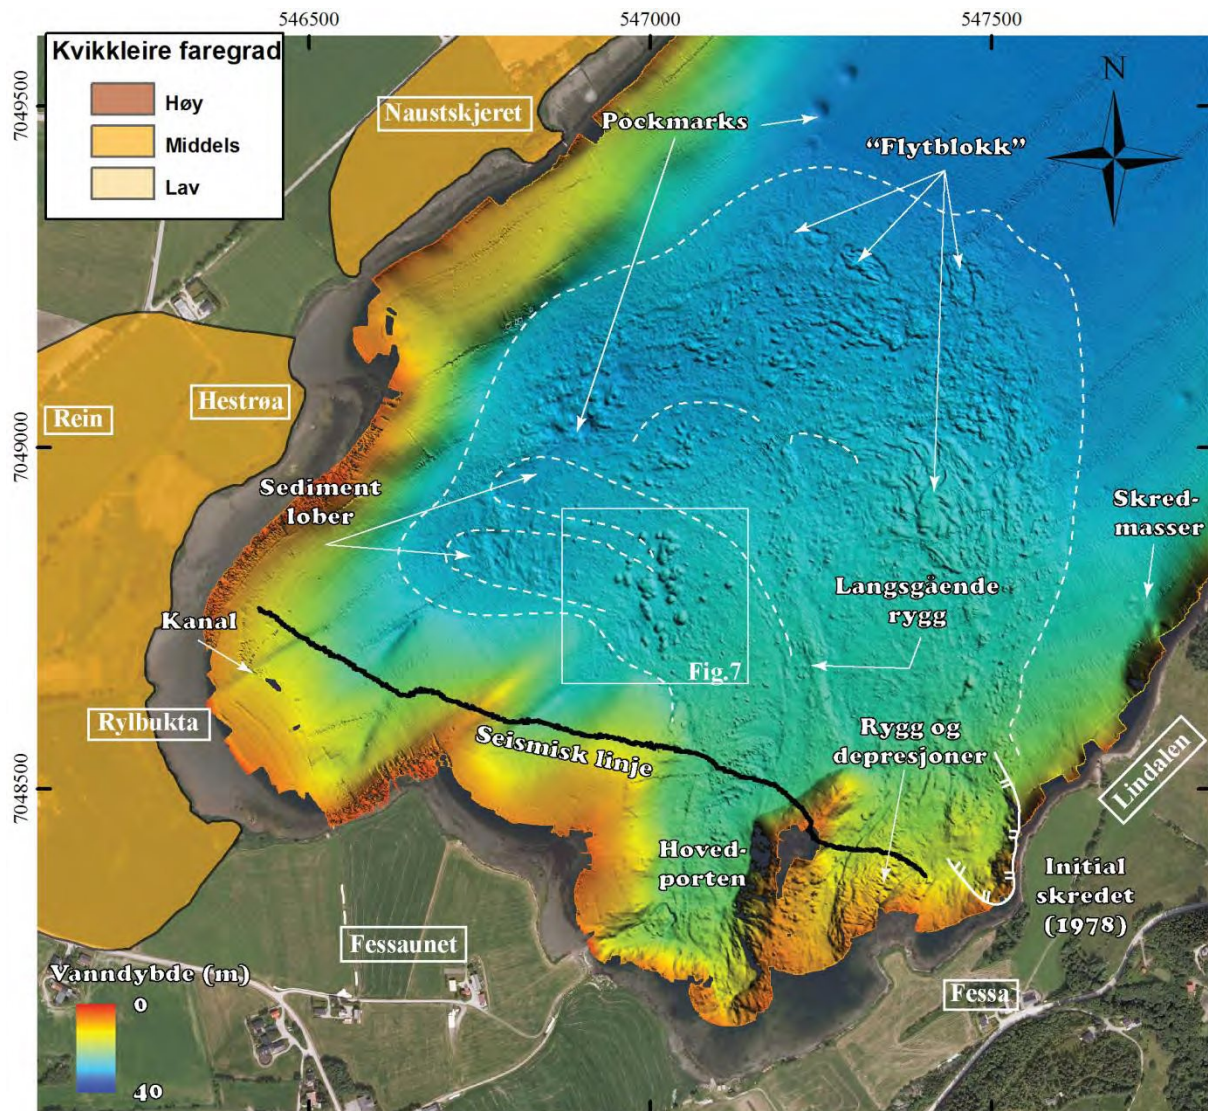 546500
547000
547500
Kvikkleire faregrad
Høy
Middels
Lav
7049500
7049000
7048500
N
Naustskjeret
Pockmarks
“Flytblokk”
Hestrøa
Rein
Sediment
lober
Skred-
masser
Langsgående
rygg
Kanal
Fig.7
Rylbukta
Seismisk linje
Rygg og
depresjoner
Lindalen
Hoved-
porten
Initial
skredet
(1978)
Fessaunet
Fessa
Vanndybde (m)
0
40